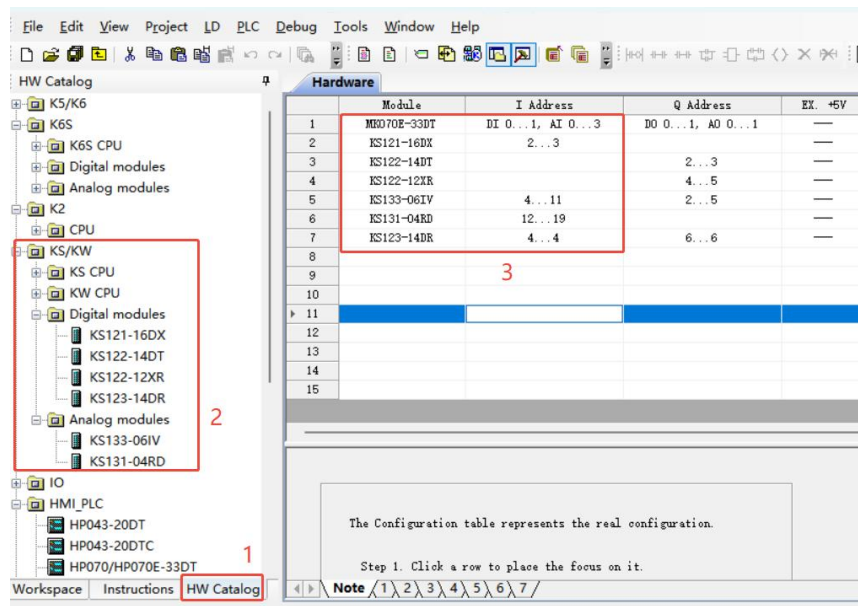 File Edit View Project LD PLC Debug Tools Window Help
HW Catalog
K5/K6
K6S
K6S CPU
Digital modules
Analog modules
K2
CPU
KS/KW
KS CPU
KW CPU
Digital modules
KS121-16DX
KS122-14DT
KS122-12XR
KS123-14DR
Analog modules
KS133-06IV
KS131-04RD
IO
HMI_PLC
HP043-20DT
HP043-20DTC
HP070/HP070E-33DT
2
1
Workspace Instructions HW Catalog
Hardware
Module I Address Q Address EX. +5V
1 MK070E-33DT DI 0...1, AI 0...3 DO 0...1, AO 0...1 —
2 KS121-16DX 2...3 —
3 KS122-14DT 2...3 —
4 KS122-12XR 4...5 —
5 KS133-06IV 4...11 2...5 —
6 KS131-04RD 12...19 —
7 KS123-14DR 4...4 6...6 —
8
9
10
11
12
13
14
15
3
The Configuration table represents the real configuration.
Step 1. Click a row to place the focus on it.
Note 1 2 3 4 5 6 7